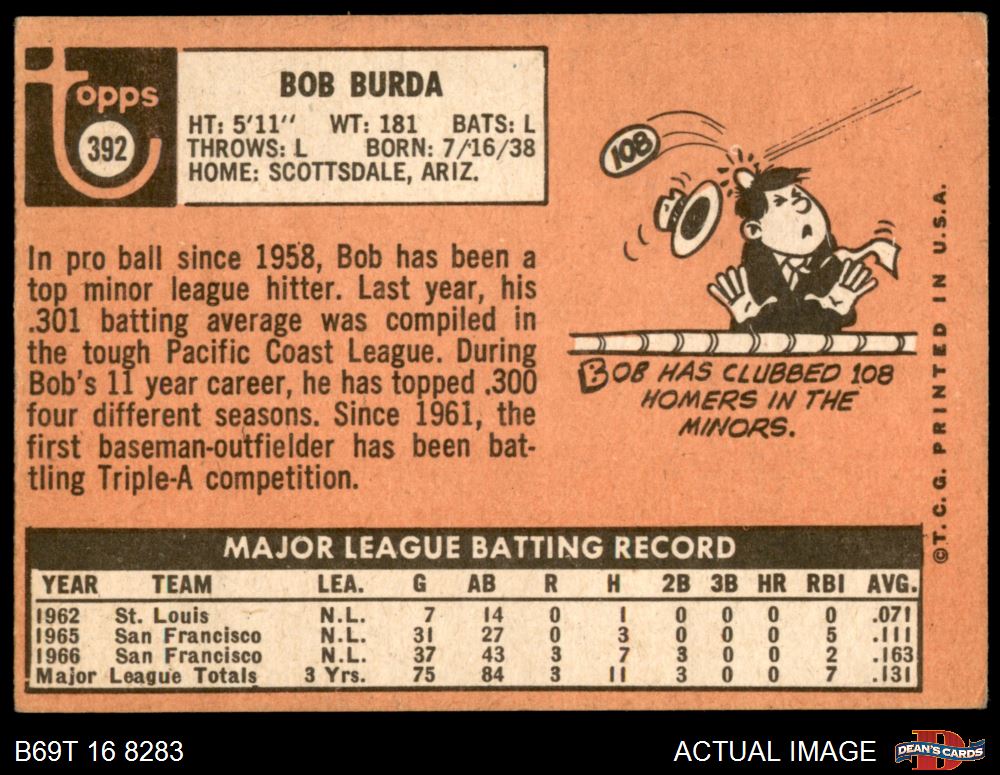 Topps
392
BOB BURDA
HT: 5'11'' WT: 181 BATS: L
THROWS: L BORN: 7/16/38
HOME: SCOTTSDALE, ARIZ.
In pro ball since 1958, Bob has been a
top minor league hitter. Last year, his
.301 batting average was compiled in
the tough Pacific Coast League. During
Bob's 11 year career, he has topped .300
four different seasons. Since 1961, the
first baseman-outfielder has been bat-
tling Triple-A competition.
108
BOB HAS CLUBBED 108
HOMERS IN THE
MINORS.
©T.C.G. PRINTED IN U.S.A.
MAJOR LEAGUE BATTING RECORD
YEAR TEAM LEA. G AB R H 2B 3B HR RBI AVG.
1962 St. Louis N.L. 7 14 0 1 0 0 0 0 .071
1965 San Francisco N.L. 31 27 0 3 0 0 0 5 .111
1966 San Francisco N.L. 37 43 3 7 3 0 0 2 .163
Major League Totals 3 Yrs. 75 84 3 11 3 0 0 7 .131
B69T 16 8283 ACTUAL IMAGE
D
DEAN'S CARDS